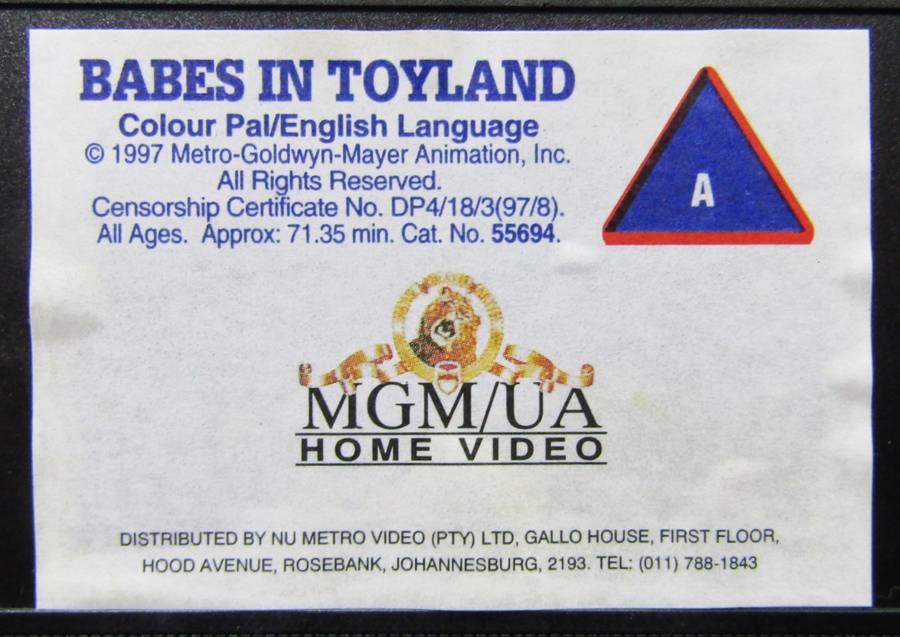 BABES IN TOYLAND
Colour Pal/English Language
© 1997 Metro-Goldwyn-Mayer Animation, Inc.
All Rights Reserved.
Censorship Certificate No. DP4/18/3(97/8).
All Ages. Approx: 71.35 min. Cat. No. 55694.
A
MGM/UA
HOME VIDEO
DISTRIBUTED BY NU METRO VIDEO (PTY) LTD, GALLO HOUSE, FIRST FLOOR,
HOOD AVENUE, ROSEBANK, JOHANNESBURG, 2193. TEL: (011) 788-1843